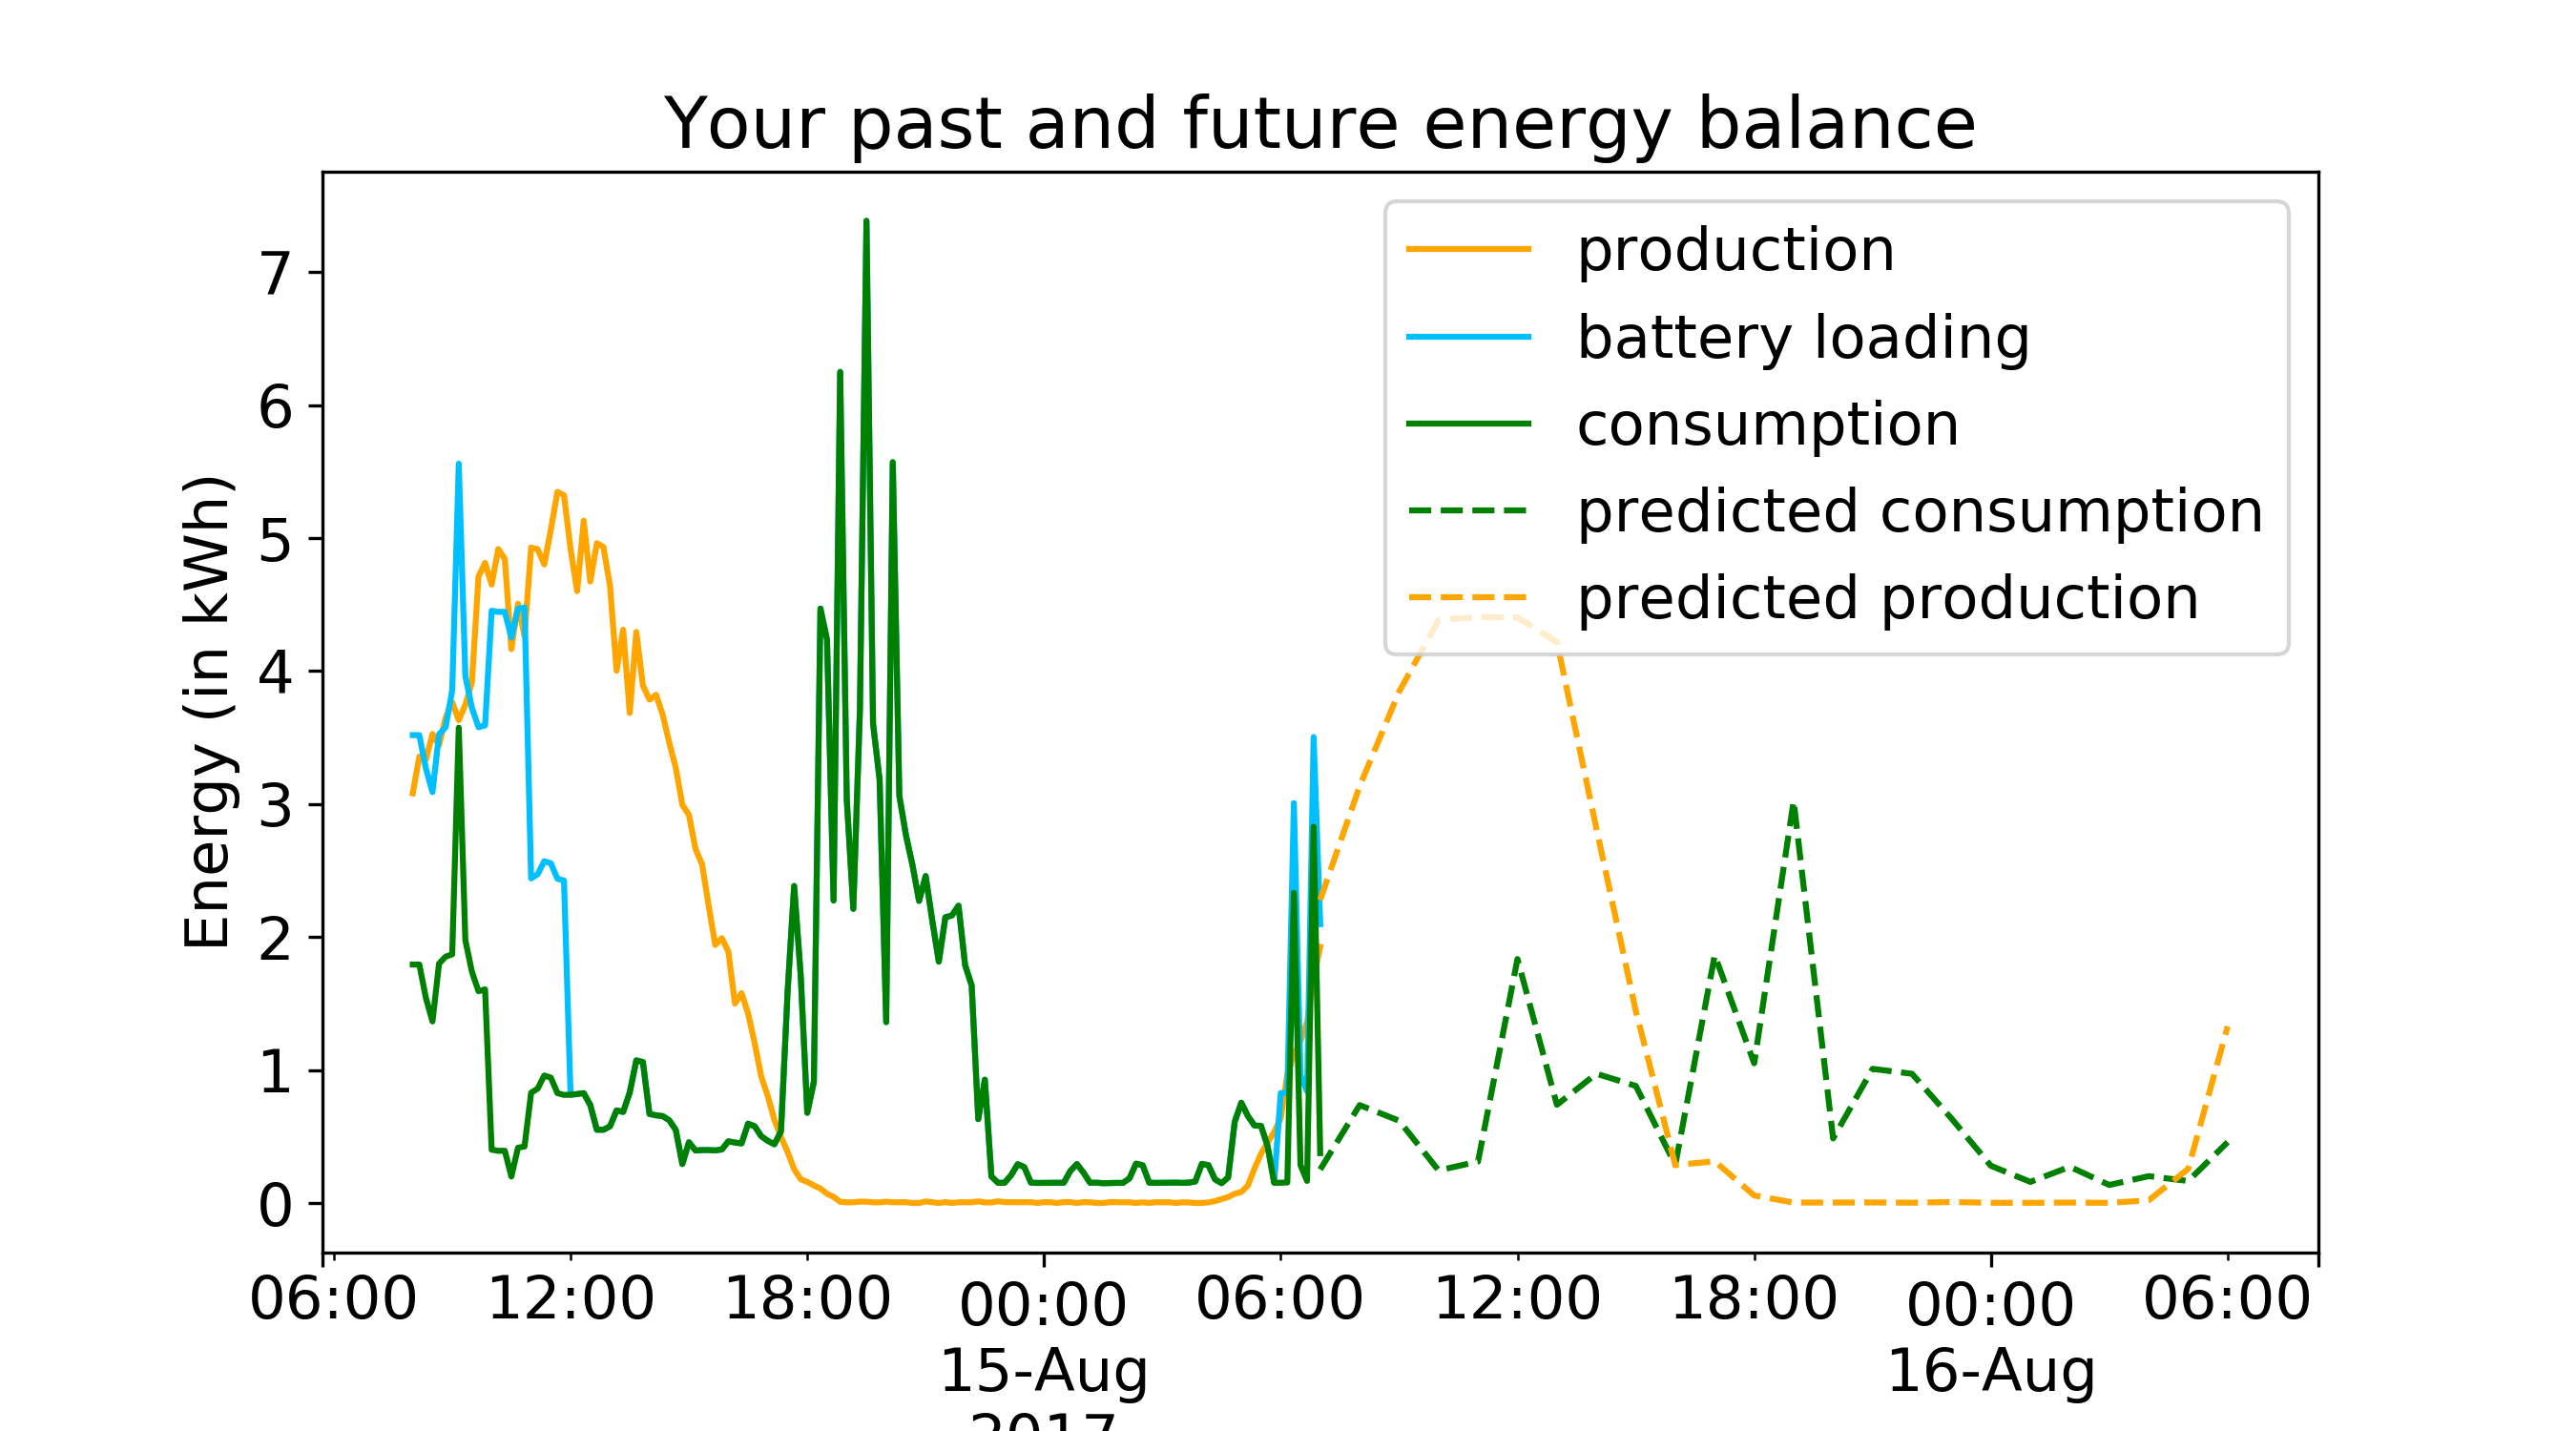 Your past and future energy balance
production
battery loading
consumption
predicted consumption
predicted production
Energy (in kWh)
7
6
5
4
3
2
1
0
06:00 12:00 18:00 00:00 06:00 12:00 18:00 00:00 06:00
15-Aug 16-Aug
2017